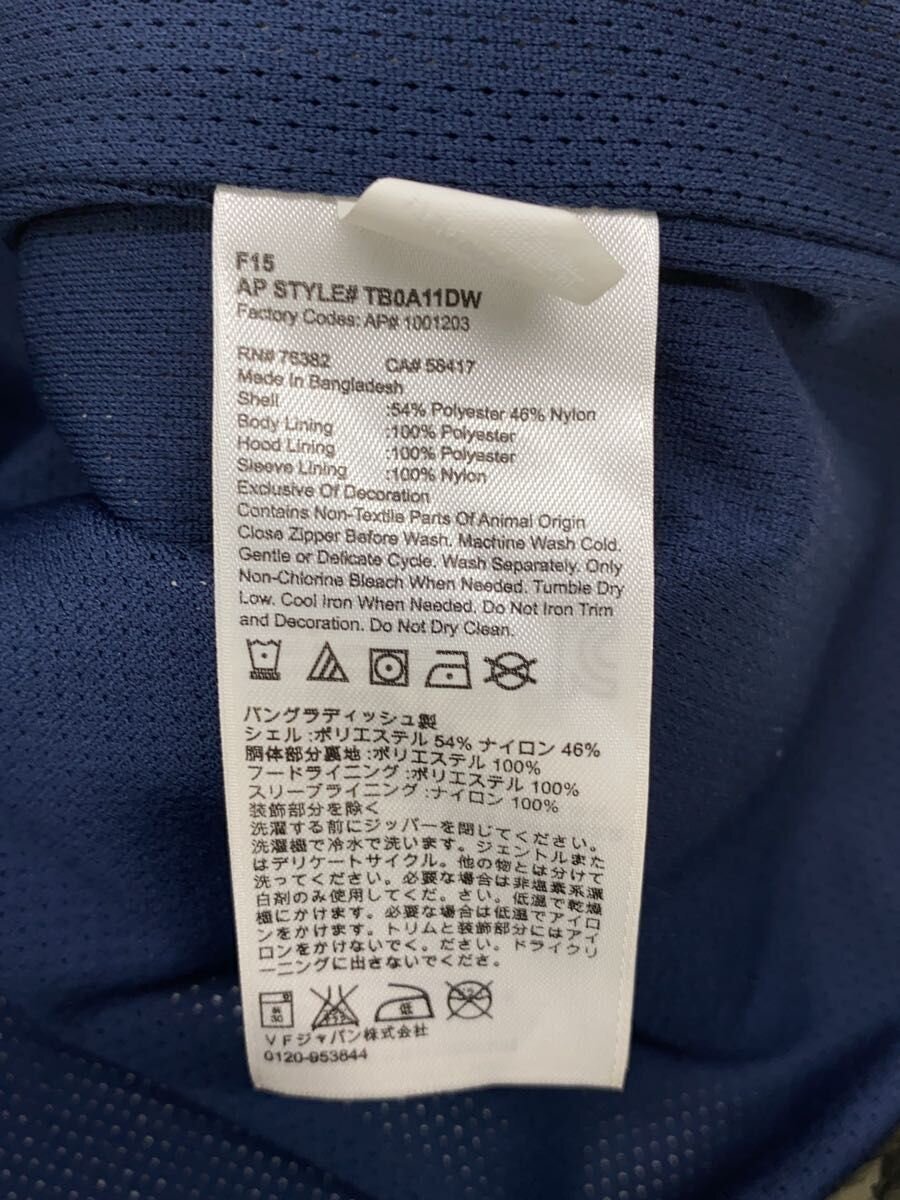 F15
AP STYLE# TB0A11DW
Factory Codes: AP# 1001203
RN# 76382 CA# 58417
Made In Bangladesh
Shell :54% Polyester 46% Nylon
Body Lining :100% Polyester
Hood Lining :100% Polyester
Sleeve Lining :100% Nylon
Exclusive Of Decoration
Contains Non-Textile Parts Of Animal Origin
Close Zipper Before Wash. Machine Wash Cold.
Gentle or Delicate Cycle. Wash Separately. Only
Non-Chlorine Bleach When Needed. Tumble Dry
Low. Cool Iron When Needed. Do Not Iron Trim
and Decoration. Do Not Dry Clean.
バングラディッシュ製
シェル:ポリエステル 54% ナイロン 46%
胴体部分裏地:ポリエステル 100%
フードライニング:ポリエステル 100%
スリーブライニング:ナイロン 100%
装飾部分を除く
洗濯する前にジッパーを閉じてください。
洗濯機で冷水で洗います。ジェントルまた
はデリケートサイクル。他の物とは分けて
洗ってください。必要な場合は非塩素系漂
白剤のみ使用してくだ。さい。低温で乾燥
機にかけます。必要な場合は低温でアイロ
ンをかけます。トリムと装飾部分にはアイ
ロンをかけないでく。ださい。ドライクリ
ーニングに出さないでくださ。
30
低
VFジャパン株式会社
0120-953844